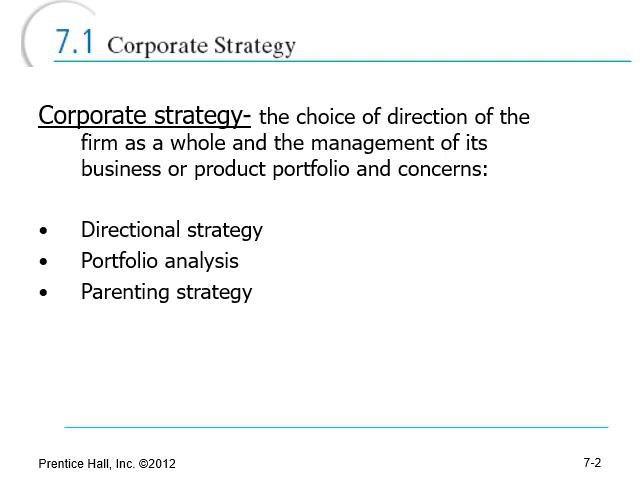 7.1 Corporate Strategy
Corporate strategy- the choice of direction of the
firm as a whole and the management of its
business or product portfolio and concerns:
• Directional strategy
• Portfolio analysis
• Parenting strategy
Prentice Hall, Inc. ©2012
7-2